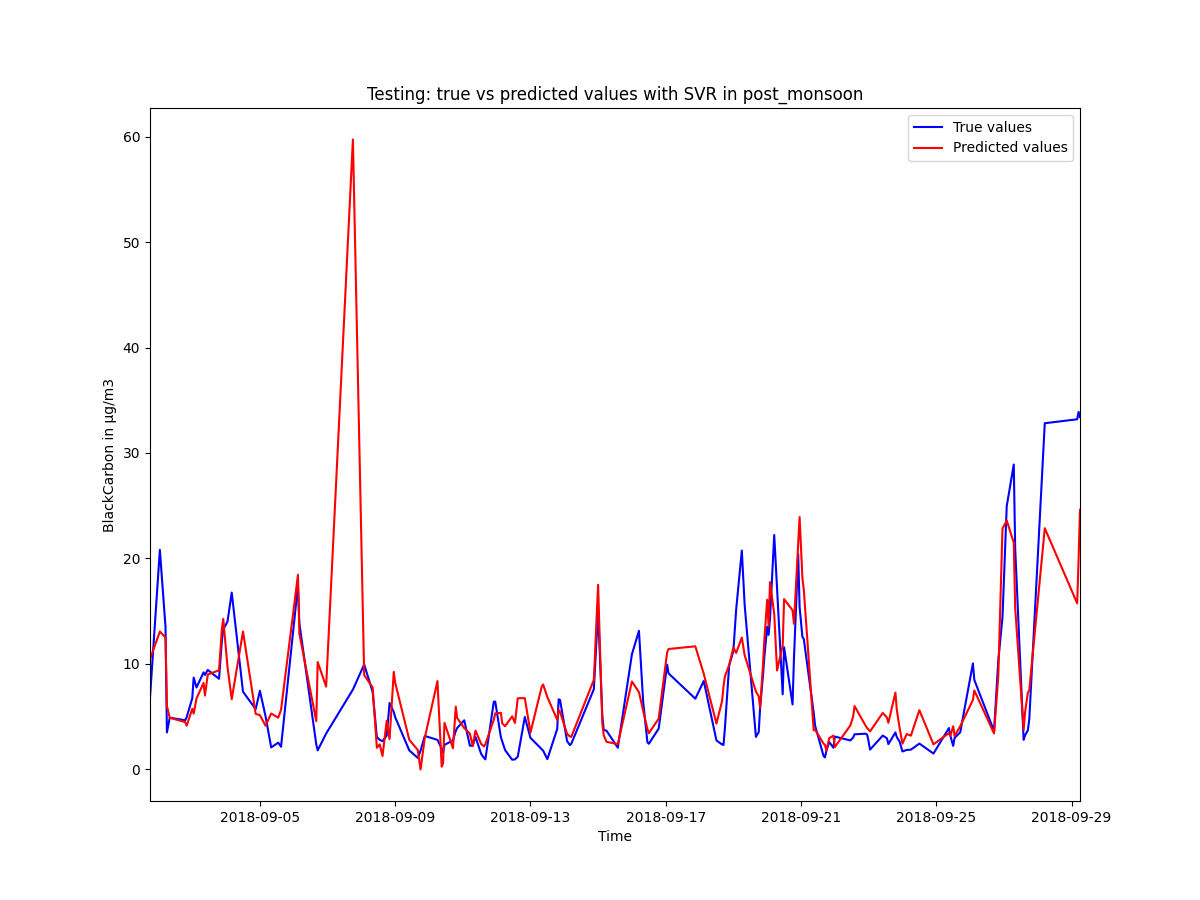 Testing: true vs predicted values with SVR in post_monsoon
True values
Predicted values
BlackCarbon in µg/m3
60
50
40
30
20
10
0
2018-09-05 2018-09-09 2018-09-13 2018-09-17 2018-09-21 2018-09-25 2018-09-29
Time